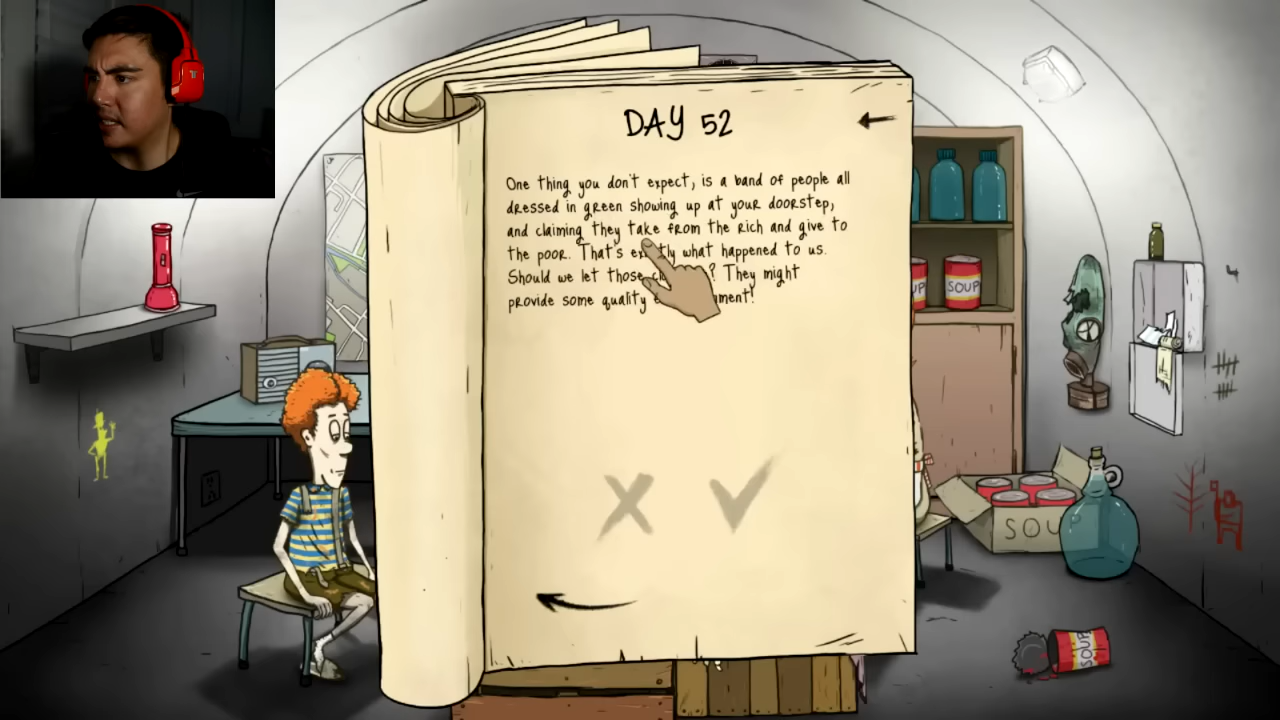 DAY 52
One thing you don't expect, is a band of people all
dressed in green showing up at your doorstep,
and claiming they take from the rich and give to
the poor. That's exactly what happened to us.
Should we let those ? They might
provide some quality
SOUP
UP
SOUP
SOUP